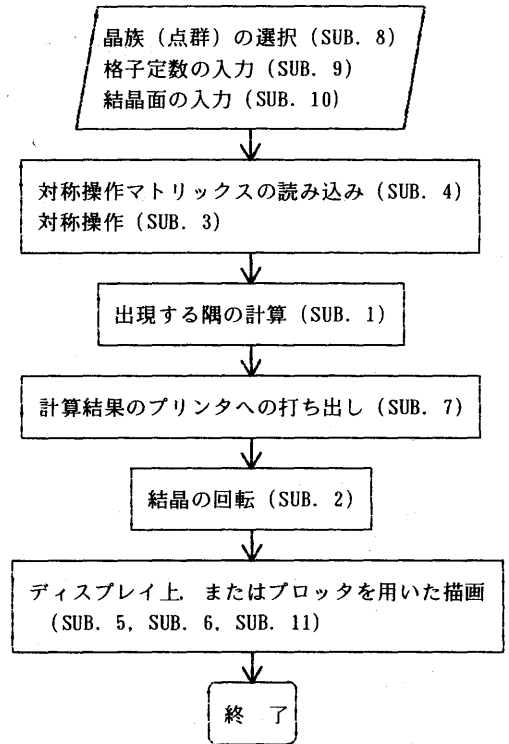 晶族（点群）の選択（SUB. 8）
格子定数の入力（SUB. 9）
結晶面の入力（SUB. 10）
対称操作マトリックスの読み込み（SUB. 4）
対称操作（SUB. 3）
出現する隅の計算（SUB. 1）
計算結果のプリンタへの打ち出し（SUB. 7）
結晶の回転（SUB. 2）
ディスプレイ上，またはプロッタを用いた描画
（SUB. 5, SUB. 6, SUB. 11）
終 了